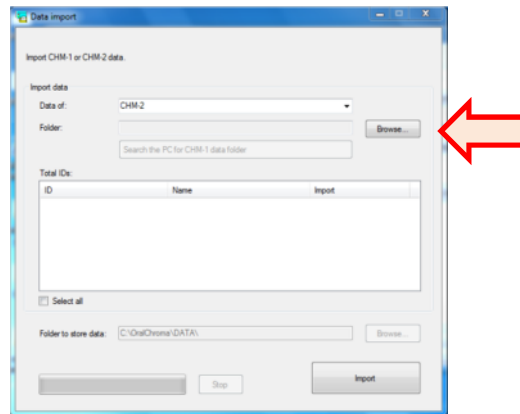 Data import
Import CHM-1 or CHM-2 data.
Import data
Data of: CHM-2
Folder: Browse...
Search the PC for CHM-1 data folder
Total IDs:
ID Name Import
Select all
Folder to store data: C:\OralChroma\DATA\ Browse...
Stop Import